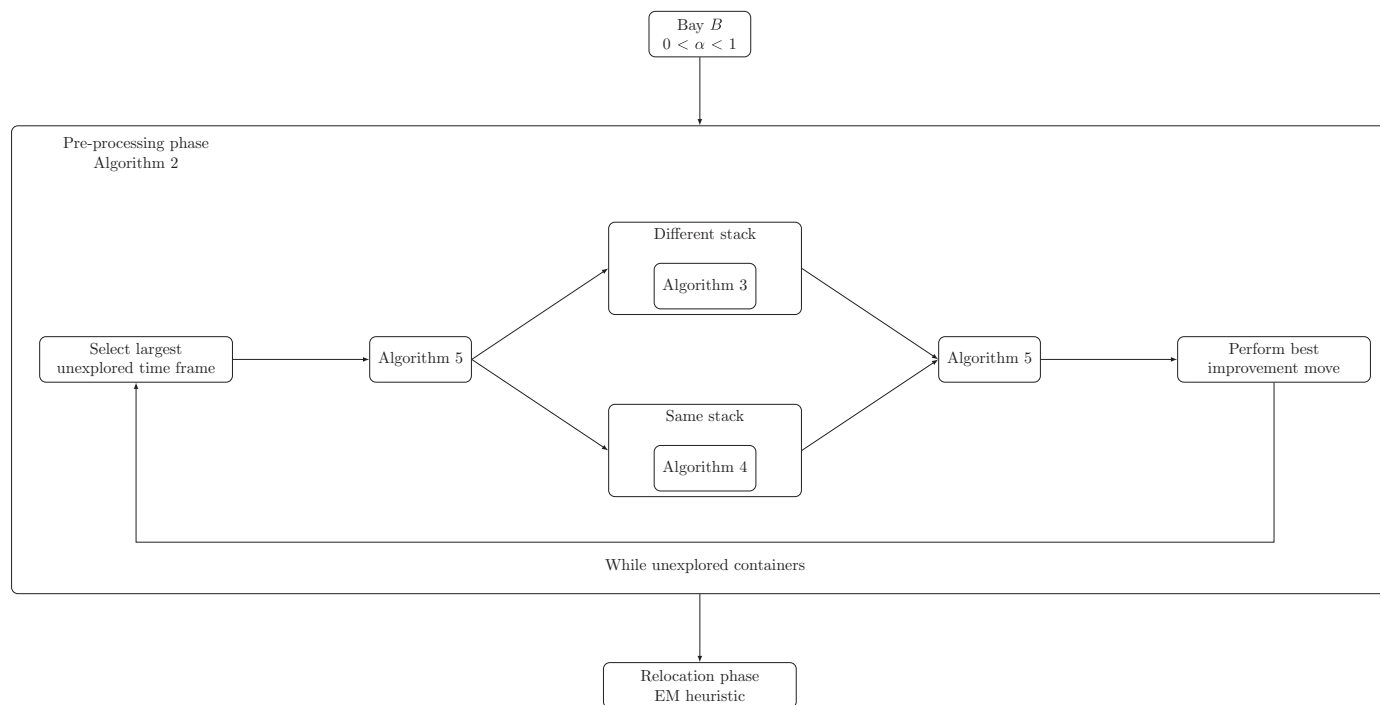 Bay B
0 < α < 1
Pre-processing phase
Algorithm 2
Different stack
Algorithm 3
Select largest
unexplored time frame
Algorithm 5
Algorithm 5
Perform best
improvement move
Same stack
Algorithm 4
While unexplored containers
Relocation phase
EM heuristic